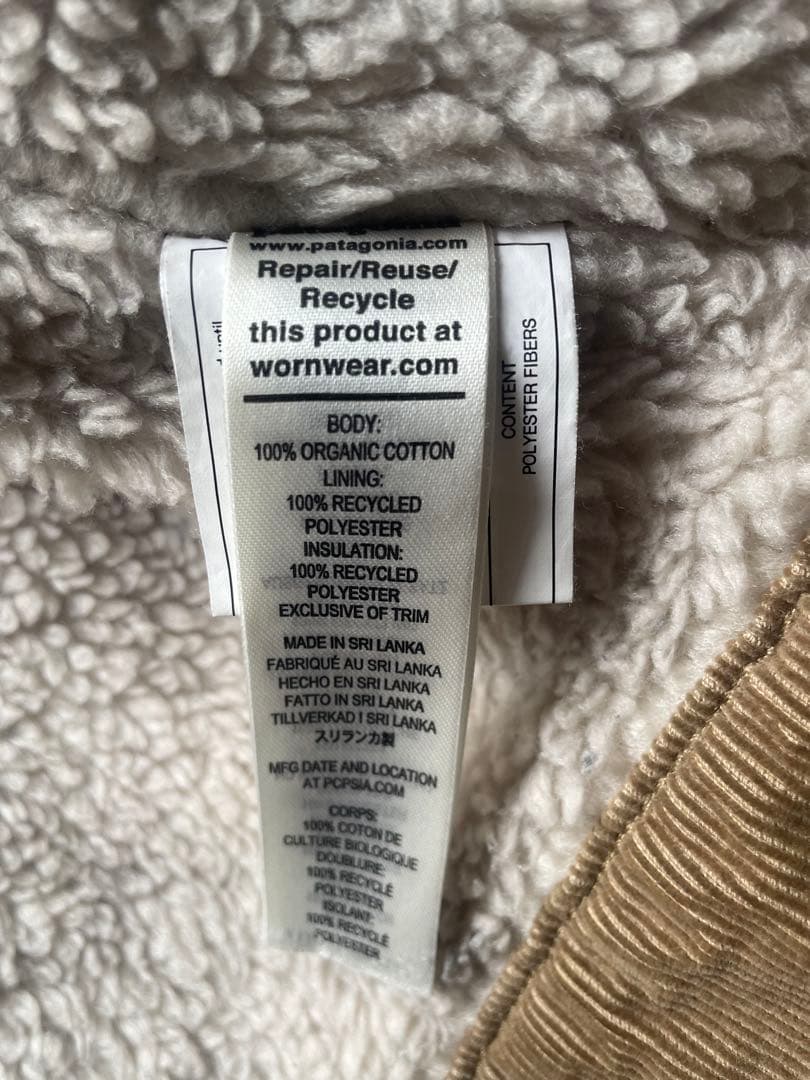 www.patagonia.com
Repair/Reuse/
Recycle
this product at
wornwear.com
BODY:
100% ORGANIC COTTON
LINING:
100% RECYCLED
POLYESTER
INSULATION:
100% RECYCLED
POLYESTER
EXCLUSIVE OF TRIM
MADE IN SRI LANKA
FABRIQUÉ AU SRI LANKA
HECHO EN SRI LANKA
FATTO IN SRI LANKA
TILLVERKAD I SRI LANKA
スリランカ製
MFG DATE AND LOCATION
AT PCPSIA.COM
CORPS:
100% COTON DE
CULTURE BIOLOGIQUE
DOUBLURE:
100% RECYCLÉ
POLYESTER
ISOLANT:
100% RECYCLÉ
POLYESTER
CONTENT
POLYESTER FIBERS